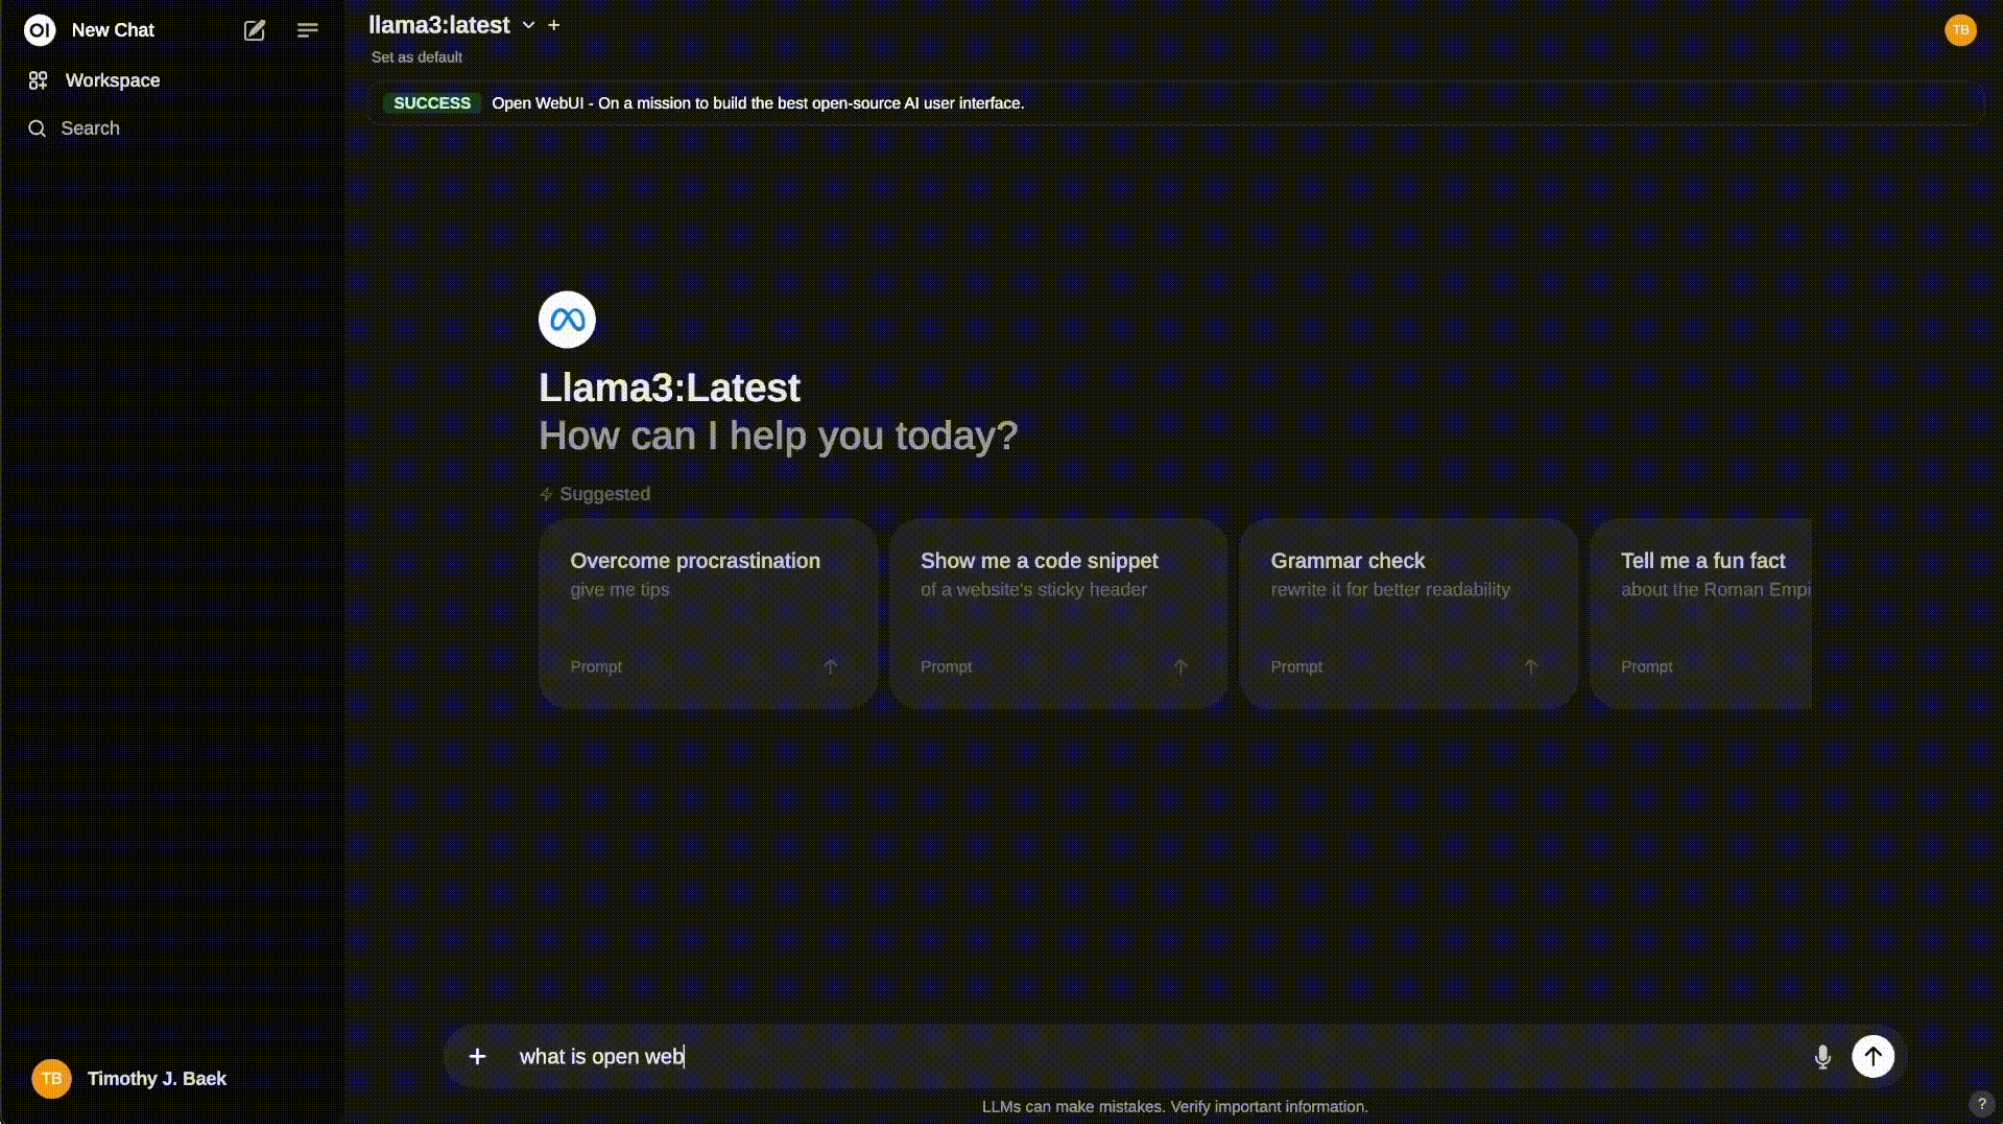 OI New Chat
Workspace
Search
llama3:latest
Set as default
TB
SUCCESS Open WebUI - On a mission to build the best open-source AI user interface.
Llama3:Latest
How can I help you today?
Suggested
Overcome procrastination
give me tips
Prompt
Show me a code snippet
of a website's sticky header
Prompt
Grammar check
rewrite it for better readability
Prompt
Tell me a fun fact
about the Roman Empi
Prompt
what is open web
LLMs can make mistakes. Verify important information.
?
TB Timothy J. Baek